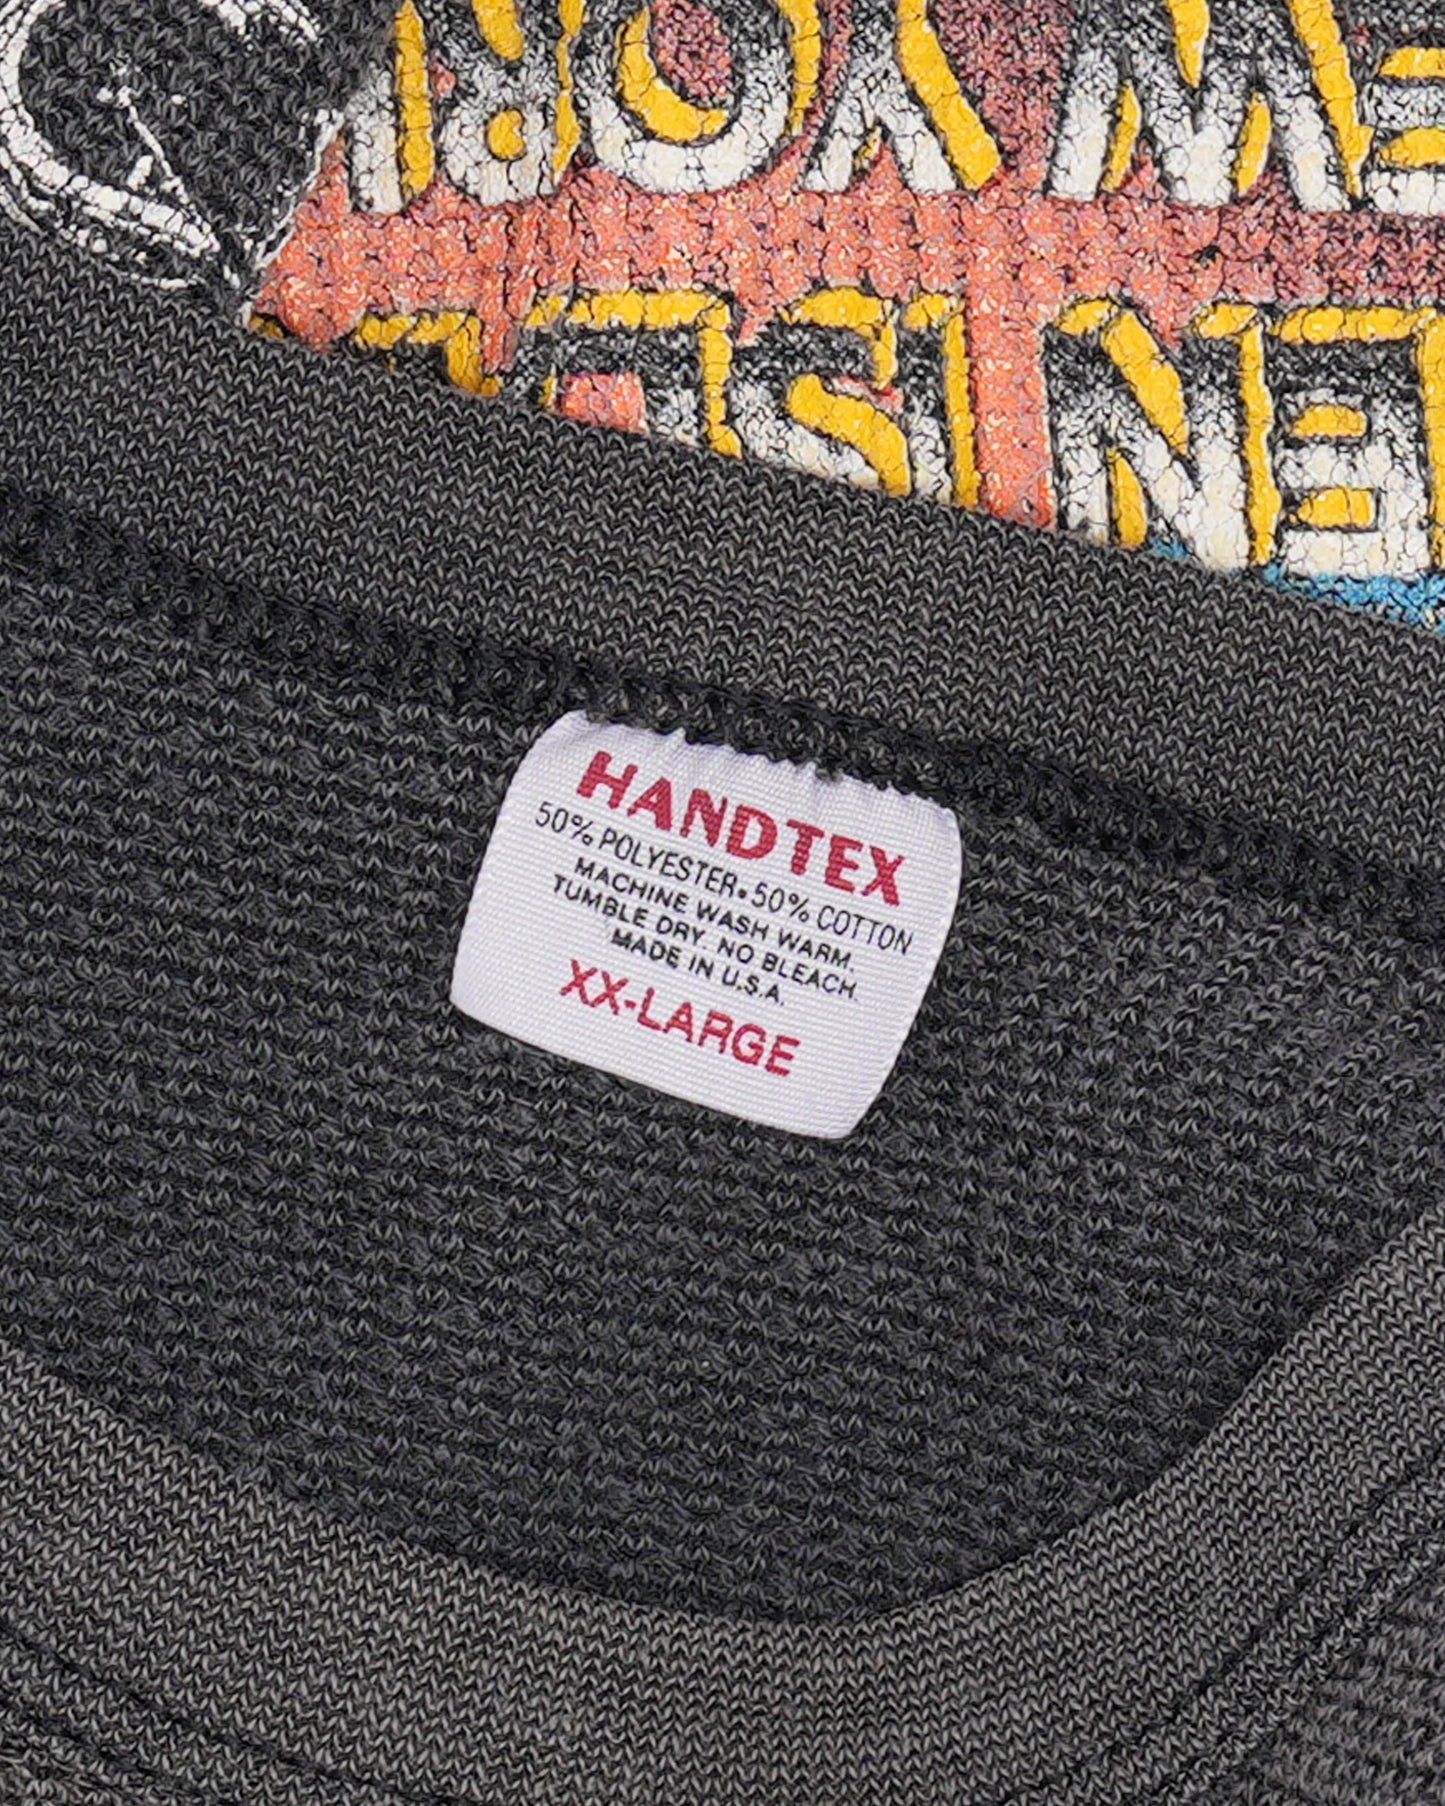 HANDTEX
50% POLYESTER • 50% COTTON
MACHINE WASH WARM.
TUMBLE DRY. NO BLEACH.
MADE IN U.S.A.
XX-LARGE